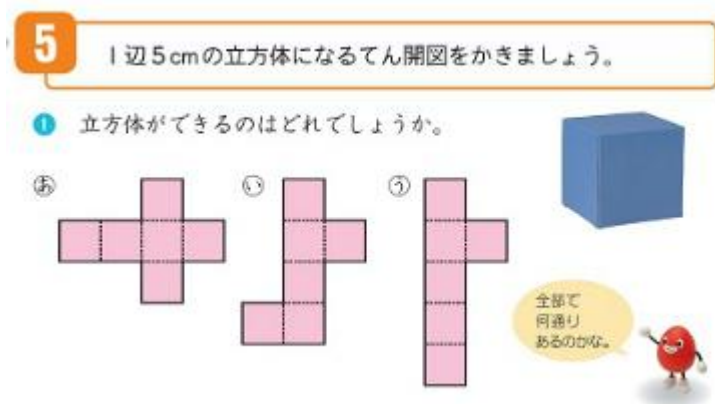 5
1辺5cmの立方体になるてん開図をかきましょう。
1 立方体ができるのはどれでしょうか。
あ
い
う
全部で
何通り
あるのかな。